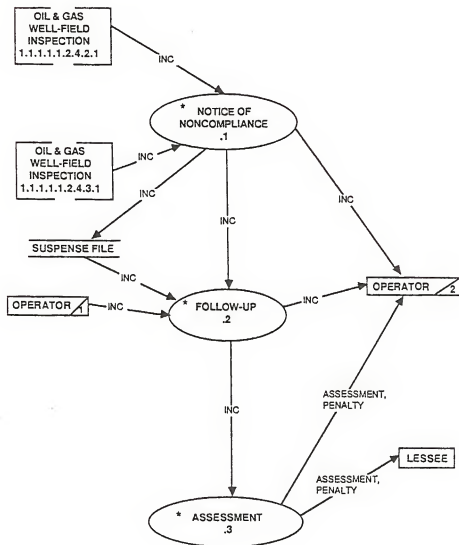 OIL & GAS
WELL-FIELD
INSPECTION
1.1.1.1.1.2.4.2.1
INC
* NOTICE OF
NONCOMPLIANCE
.1
OIL & GAS
WELL-FIELD
INSPECTION
1.1.1.1.1.2.4.3.1
INC
INC
INC
INC
SUSPENSE FILE
INC
OPERATOR 1
INC
* FOLLOW-UP
.2
INC
OPERATOR 2
INC
ASSESSMENT,
PENALTY
LESSEE
ASSESSMENT,
PENALTY
* ASSESSMENT
.3